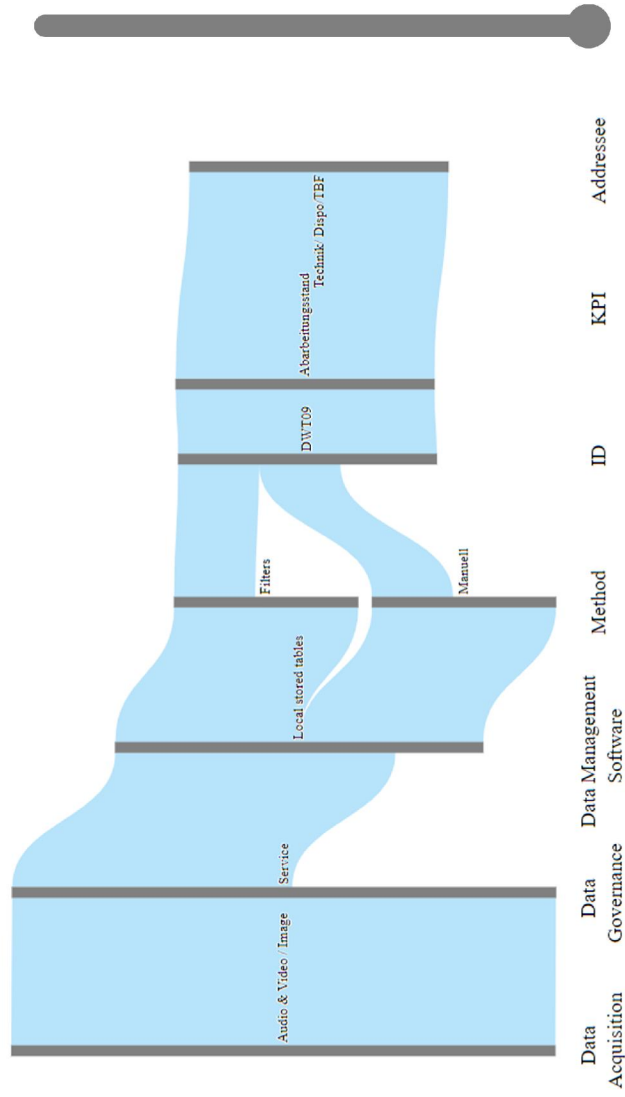 Audio & Video / Image
Service
Local stored tables
Filters
Manuell
DWT09
Abarbeitungsstand
Technik/ Dispo/TBF
Data
Acquisition
Data
Governance
Data Management
Software
Method
ID
KPI
Addressee